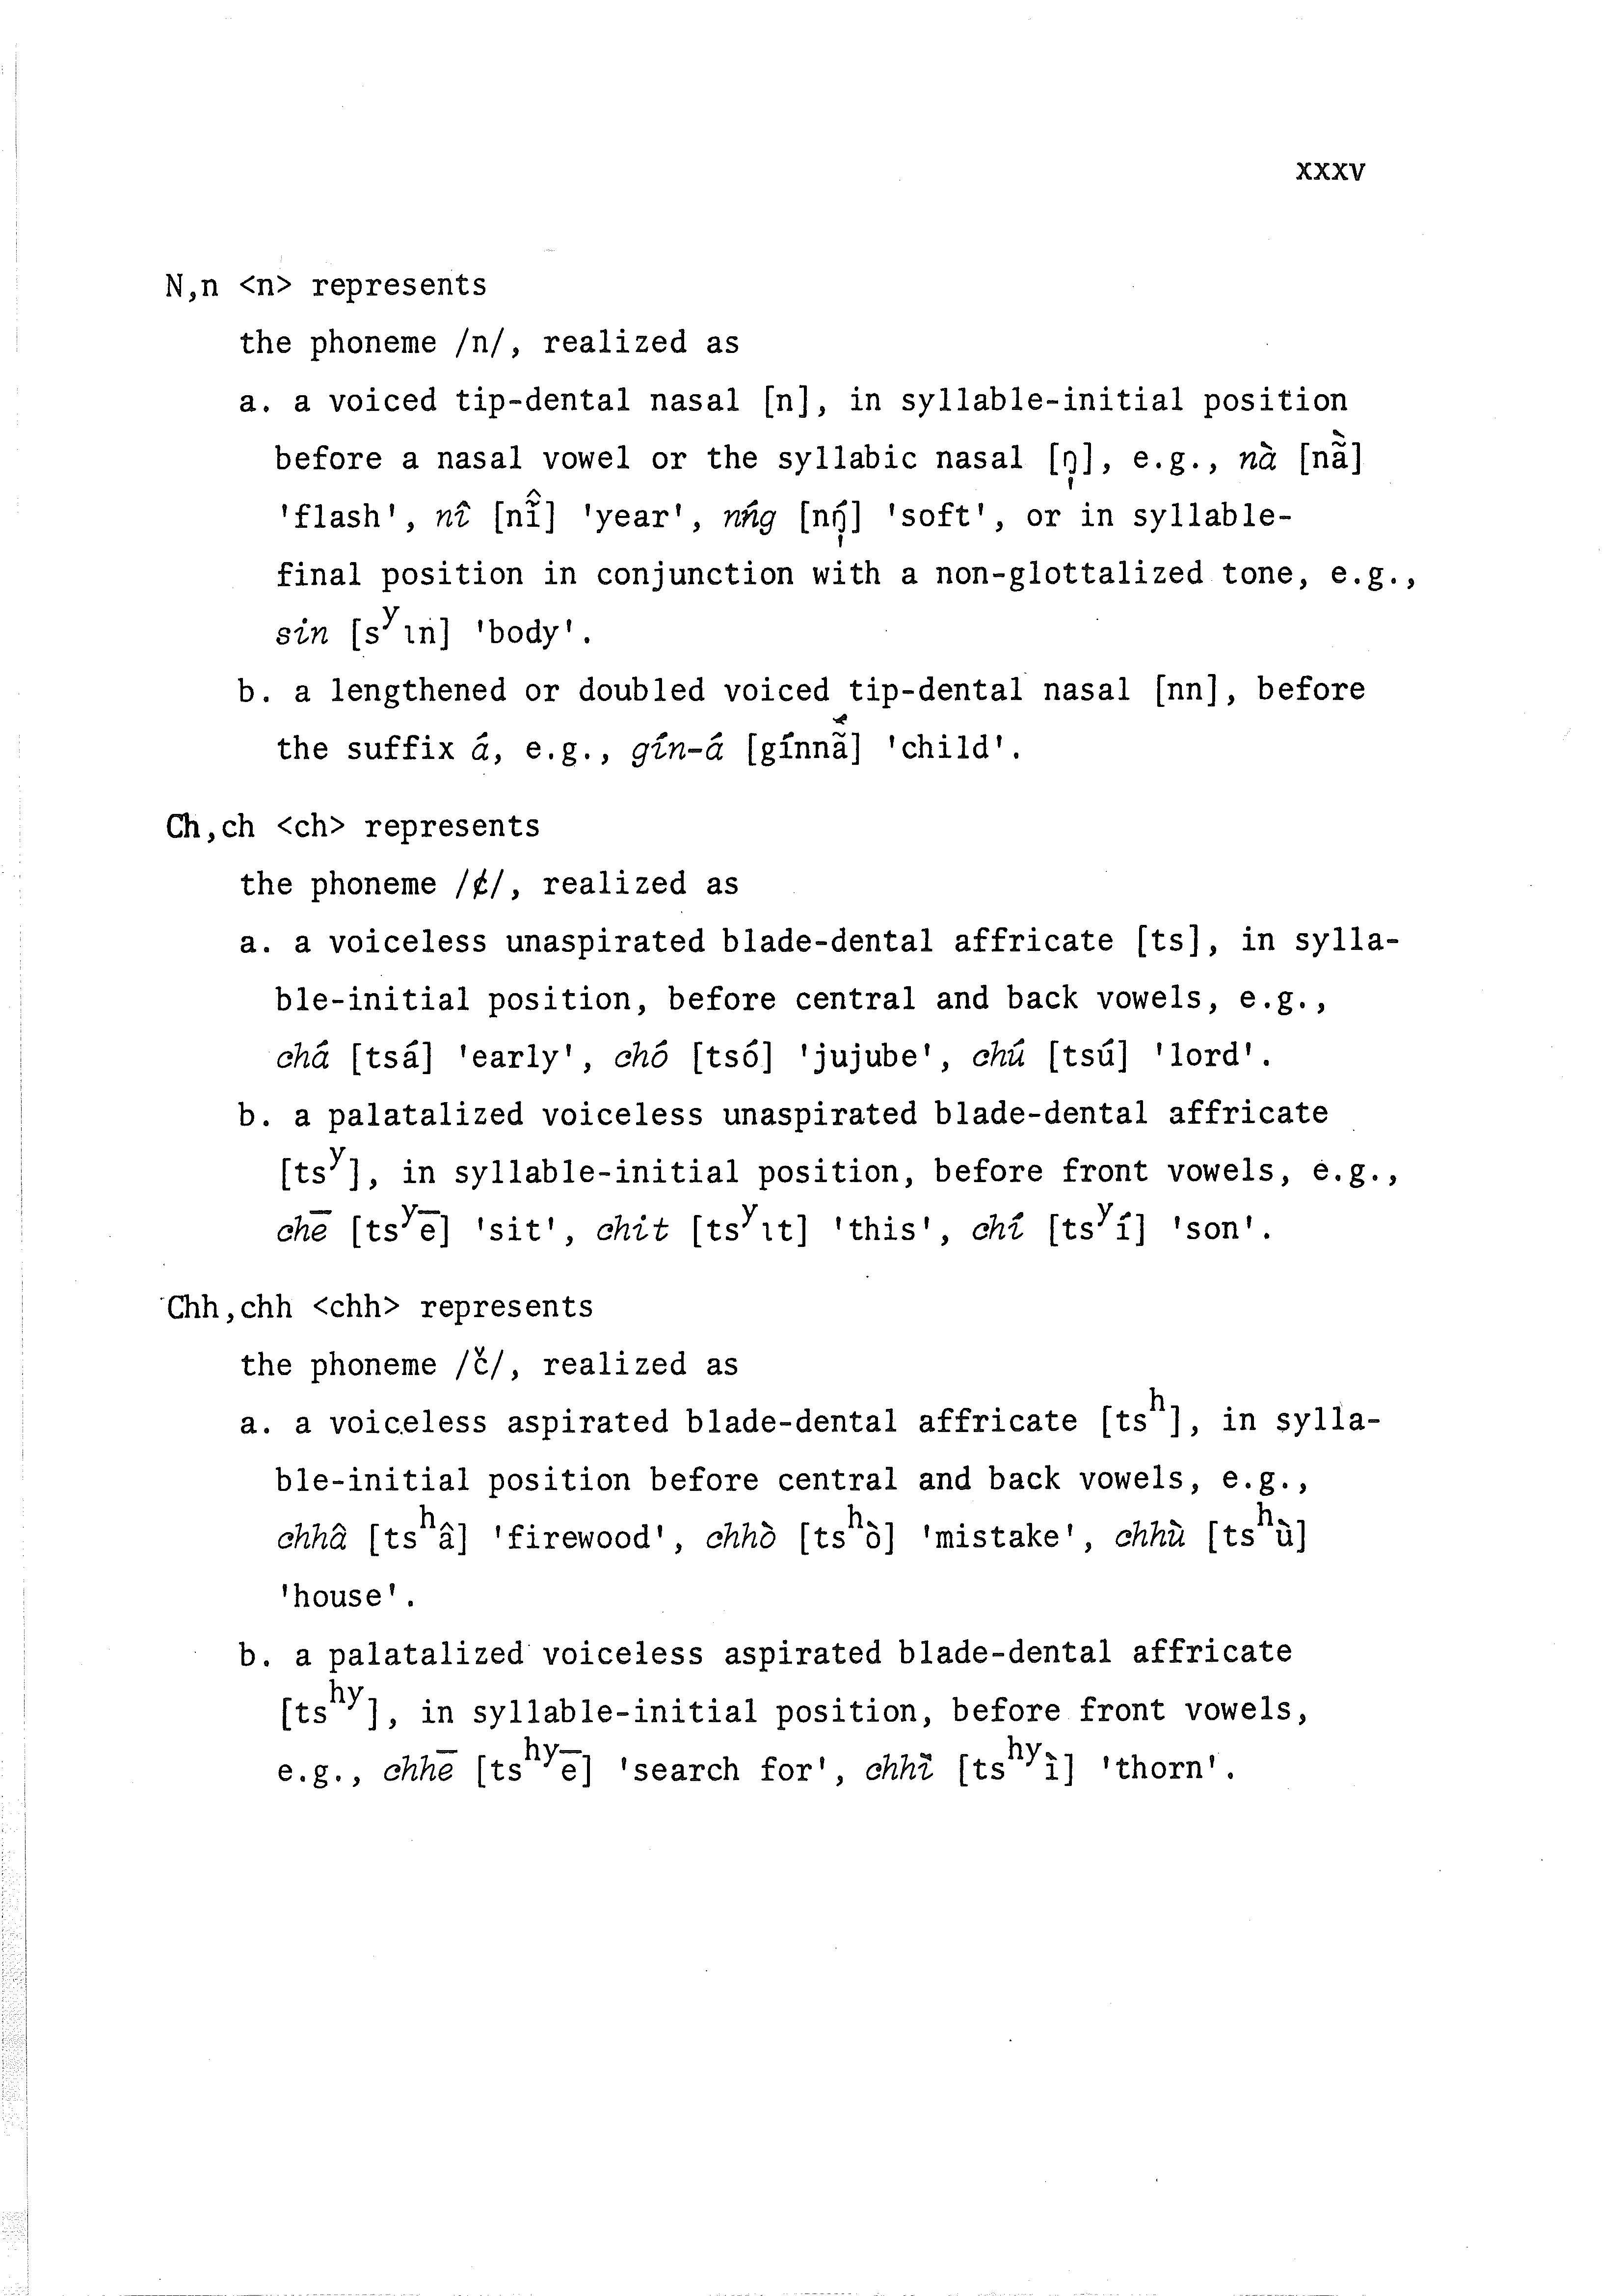 xxxv
N,n <n> represents
the phoneme /n/, realized as
a. a voiced tip-dental nasal [n], in syllable-initial position
before a nasal vowel or the syllabic nasal [ŋ̩], e.g., nà [nã̀]
'flash', nî [nĩ̂] 'year', nńg [nŋ̩́] 'soft', or in syllable-
final position in conjunction with a non-glottalized tone, e.g.,
sin [sʸɩn] 'body'.
b. a lengthened or doubled voiced tip-dental nasal [nn], before
the suffix á, e.g., gín-á [gínnã́] 'child'.
Ch,ch <ch> represents
the phoneme /¢/, realized as
a. a voiceless unaspirated blade-dental affricate [ts], in sylla-
ble-initial position, before central and back vowels, e.g.,
chá [tsá] 'early', chó [tsó] 'jujube', chú [tsú] 'lord'.
b. a palatalized voiceless unaspirated blade-dental affricate
[tsʸ], in syllable-initial position, before front vowels, e.g.,
chē [tsʸē] 'sit', chit [tsʸɩt] 'this', chí [tsʸí] 'son'.
Chh,chh <chh> represents
the phoneme /č/, realized as
a. a voiceless aspirated blade-dental affricate [tsʰ], in sylla-
ble-initial position before central and back vowels, e.g.,
chhâ [tsʰâ] 'firewood', chhò [tsʰò] 'mistake', chhù [tsʰù]
'house'.
b. a palatalized voiceless aspirated blade-dental affricate
[tsʰʸ], in syllable-initial position, before front vowels,
e.g., chhē [tsʰʸē] 'search for', chhì [tsʰʸì] 'thorn'.